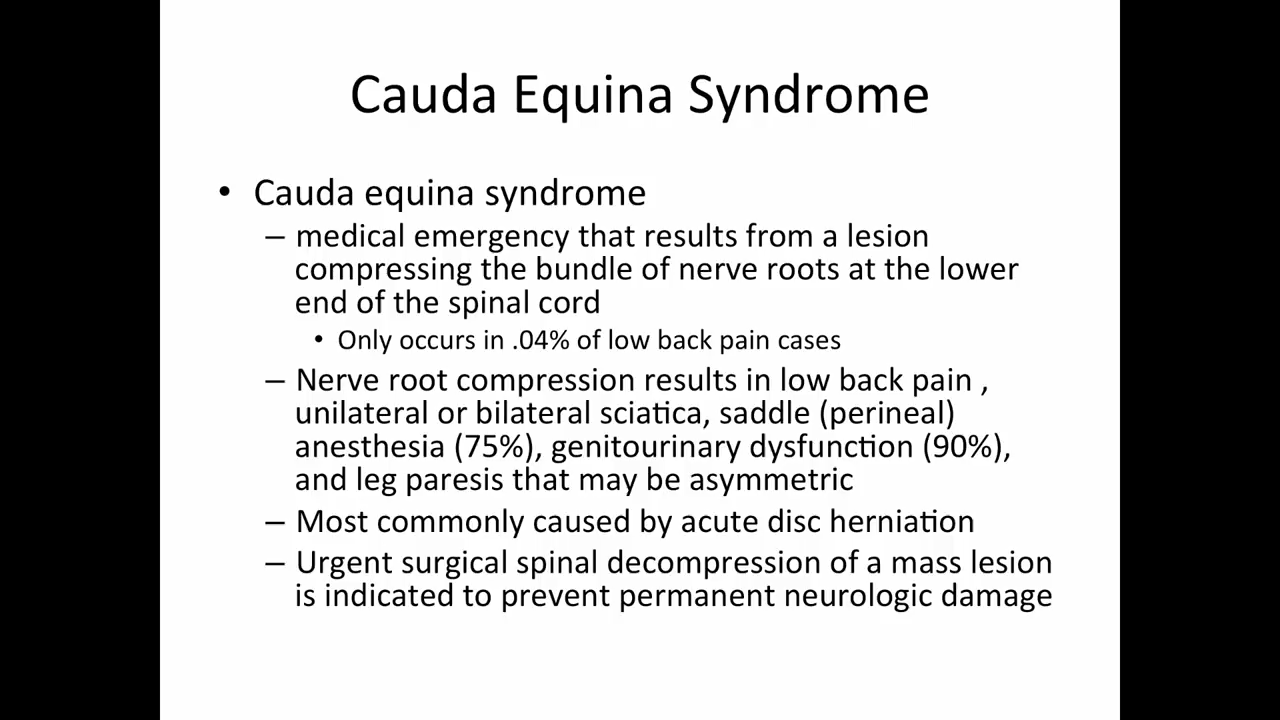 Cauda Equina Syndrome
• Cauda equina syndrome
– medical emergency that results from a lesion
compressing the bundle of nerve roots at the lower
end of the spinal cord
• Only occurs in .04% of low back pain cases
– Nerve root compression results in low back pain ,
unilateral or bilateral sciatica, saddle (perineal)
anesthesia (75%), genitourinary dysfunction (90%),
and leg paresis that may be asymmetric
– Most commonly caused by acute disc herniation
– Urgent surgical spinal decompression of a mass lesion
is indicated to prevent permanent neurologic damage